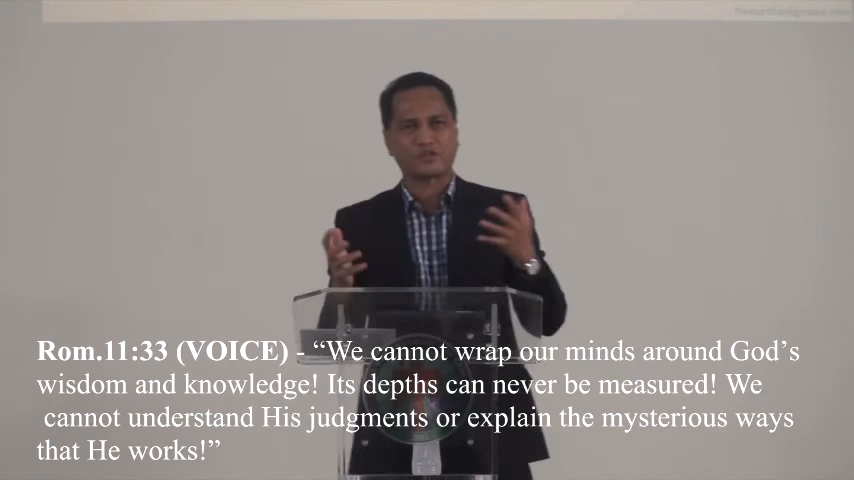 Rom.11:33 (VOICE) - “We cannot wrap our minds around God’s
wisdom and knowledge! Its depths can never be measured! We
cannot understand His judgments or explain the mysterious ways
that He works!”